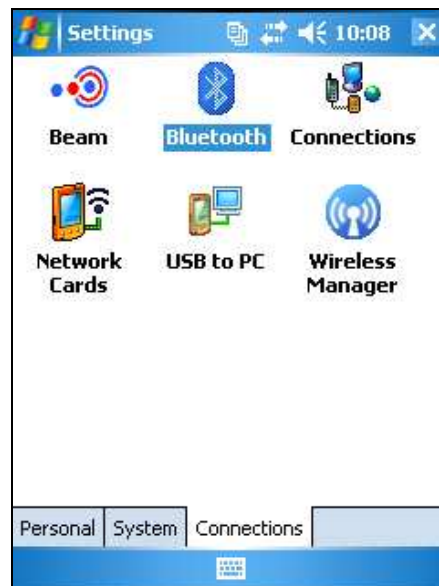 Settings 10:08
Beam Bluetooth Connections
Network Cards USB to PC Wireless Manager
Personal System Connections